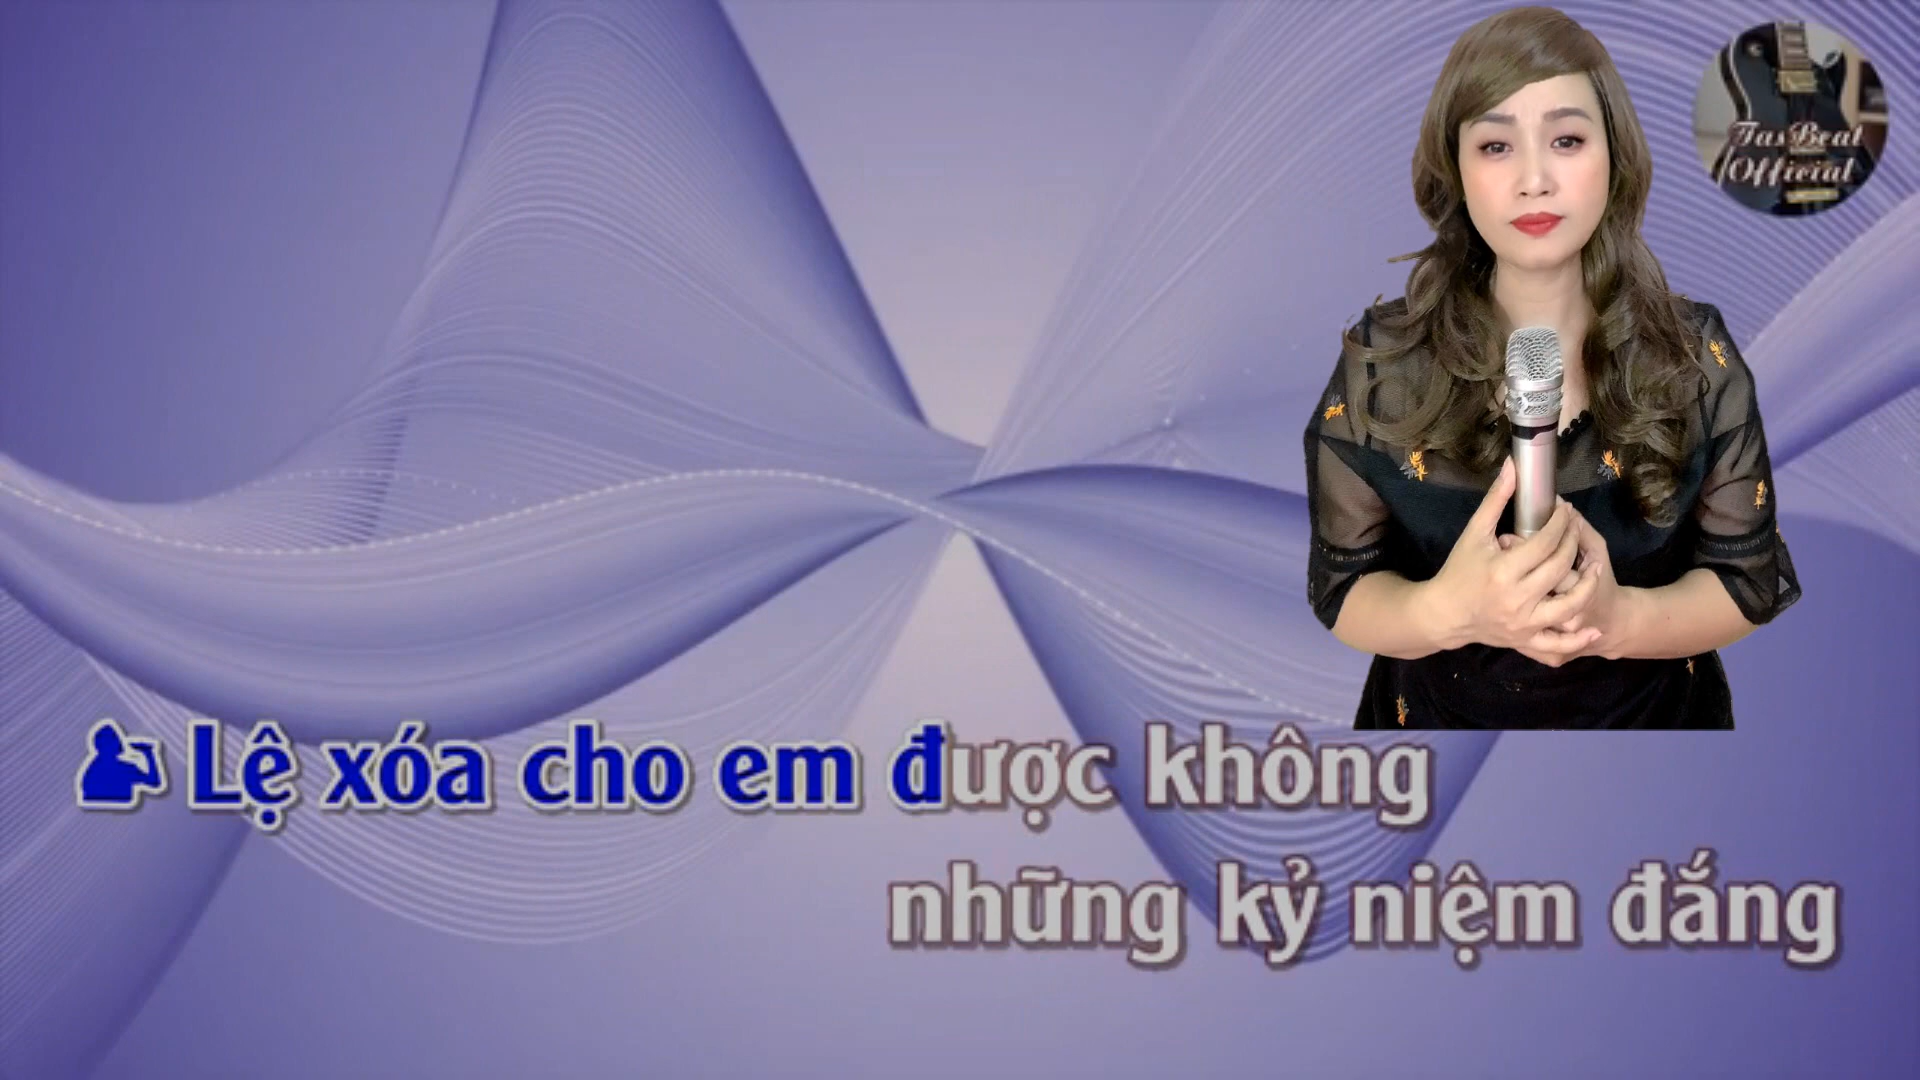 TasBeat
Official
Lệ xóa cho em được không
những kỷ niệm đắng